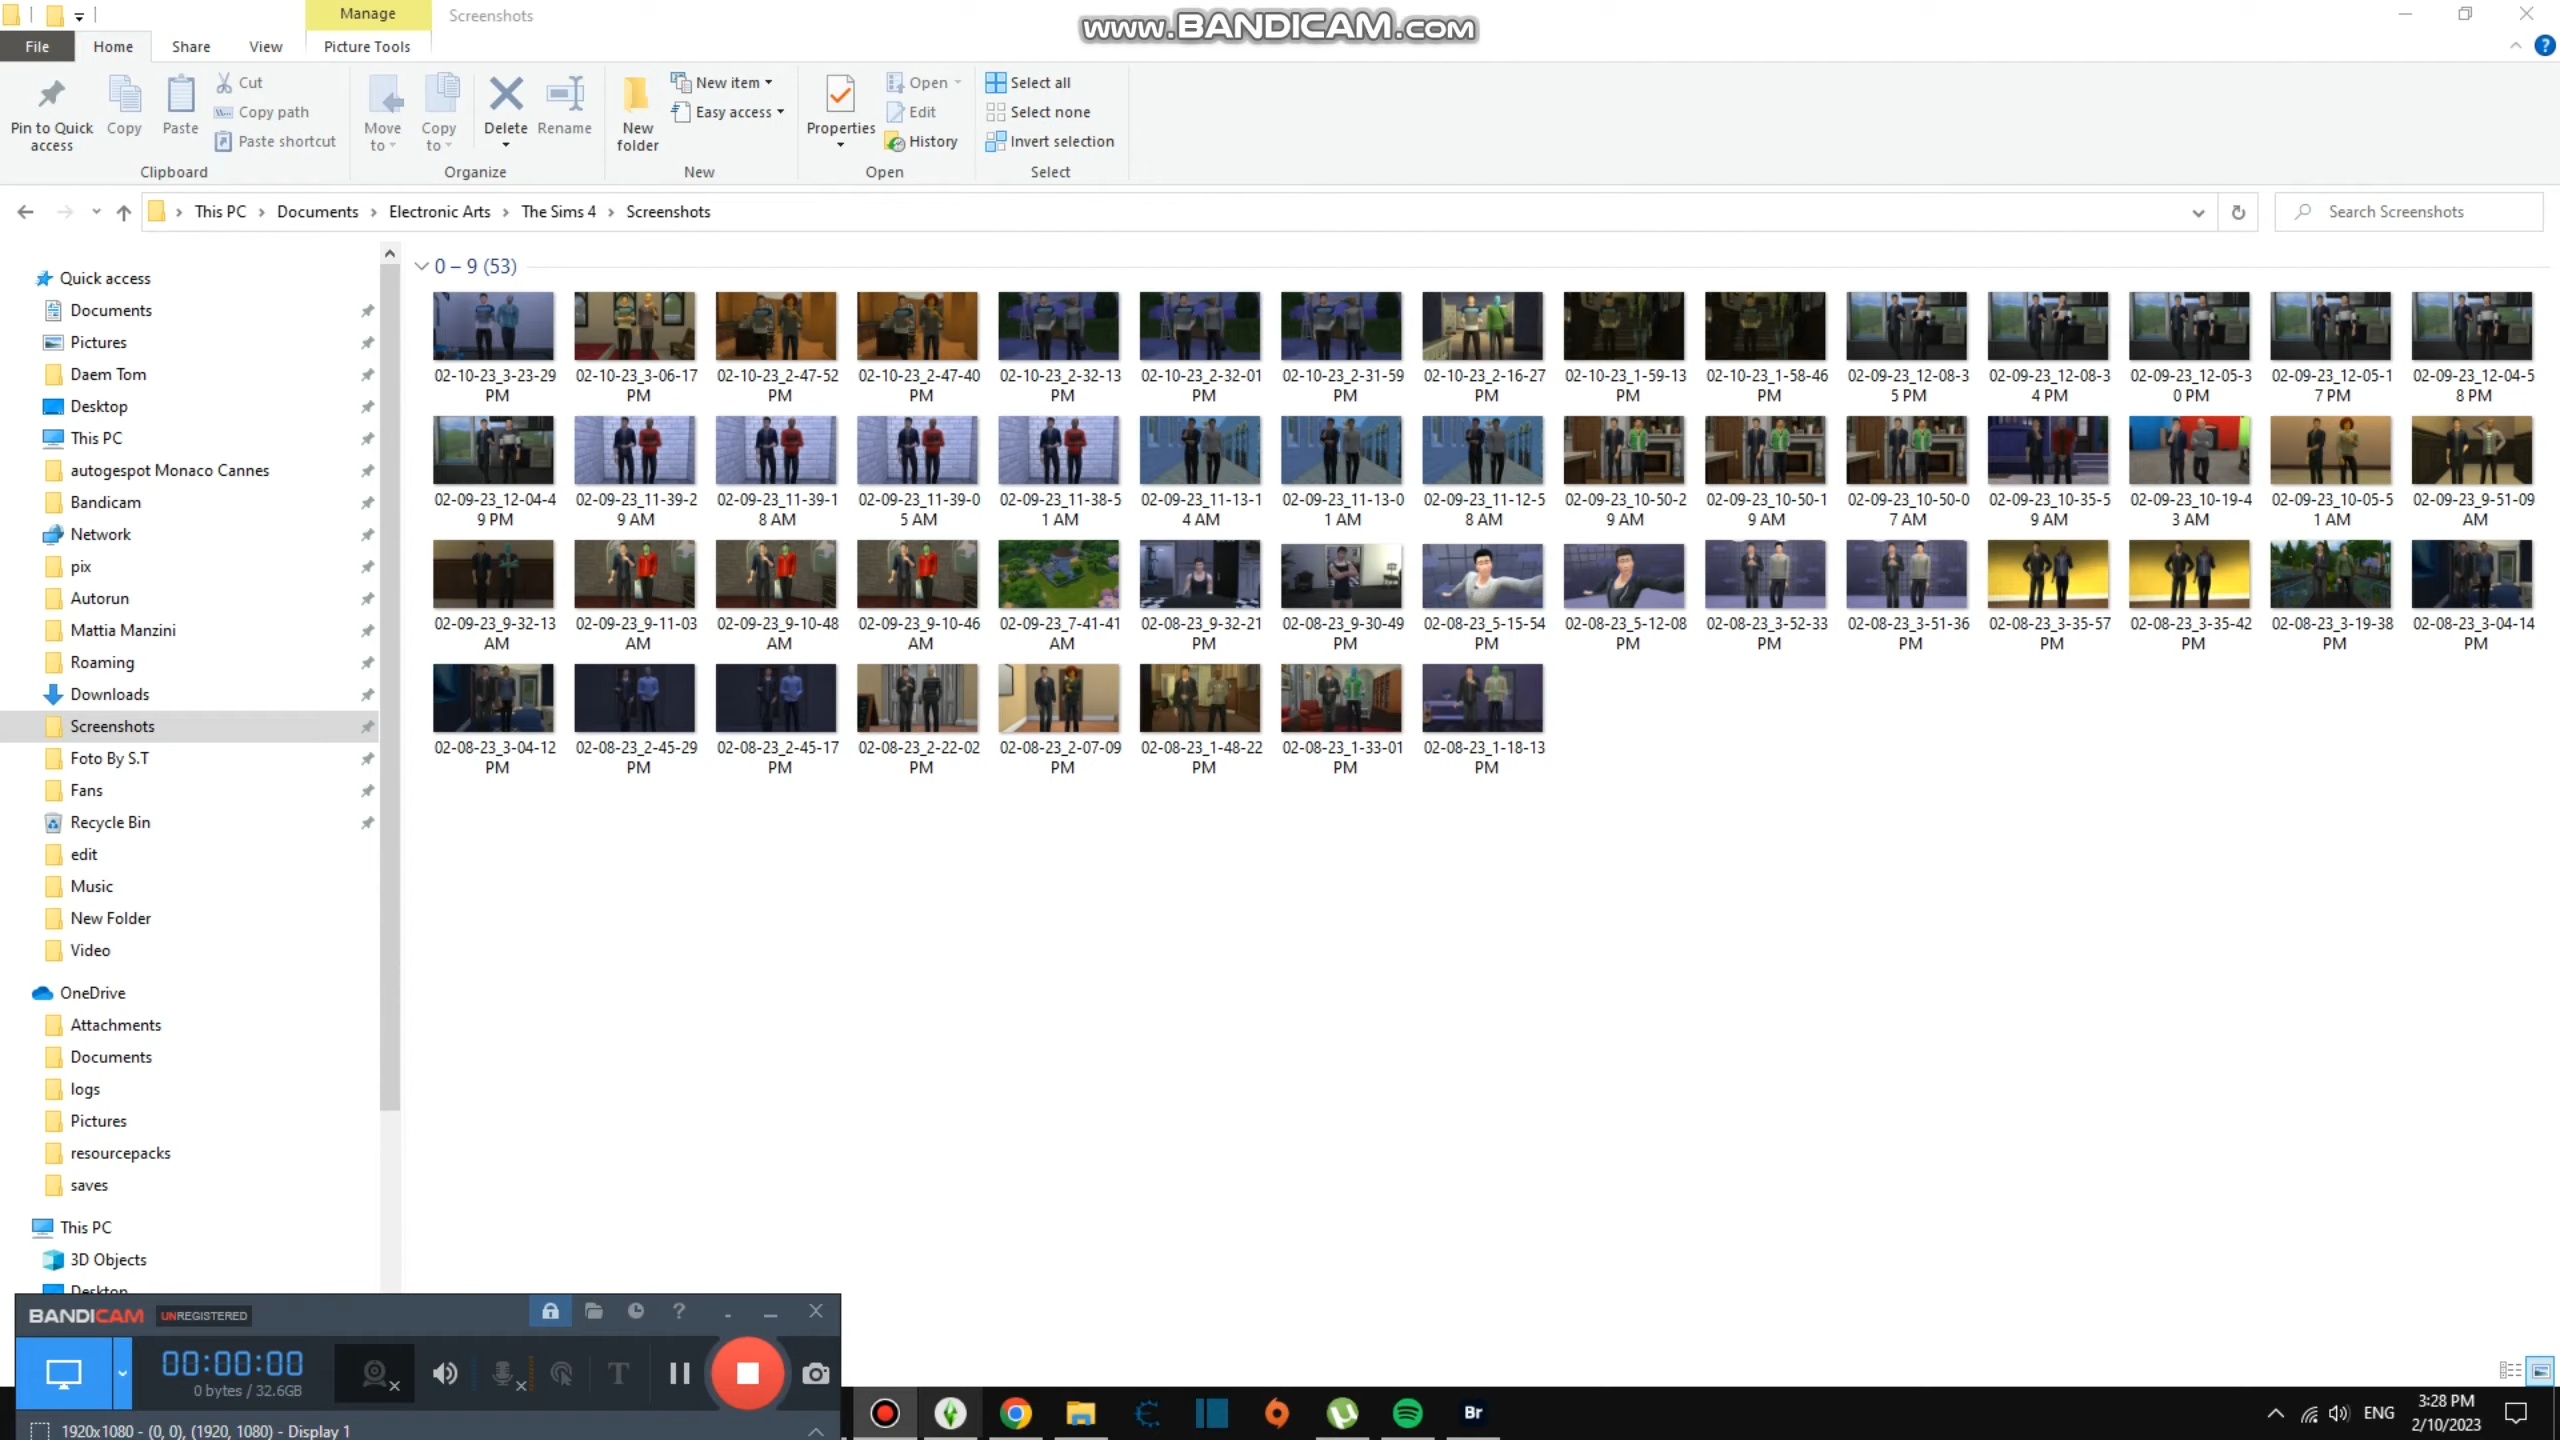 Manage
Screenshots
www.BANDICAM.com
File
Home
Share
View
Picture Tools
Pin to Quick access
Copy
Paste
Cut
Copy path
Paste shortcut
Clipboard
Move to
Copy to
Delete
Rename
Organize
New folder
New item
Easy access
New
Properties
Open
Edit
History
Open
Select all
Select none
Invert selection
Select
This PC
Documents
Electronic Arts
The Sims 4
Screenshots
Search Screenshots
Quick access
Documents
Pictures
Daem Tom
Desktop
This PC
autogespot Monaco Cannes
Bandicam
Network
pix
Autorun
Mattia Manzini
Roaming
Downloads
Screenshots
Foto By S.T
Fans
Recycle Bin
edit
Music
New Folder
Video
OneDrive
Attachments
Documents
logs
Pictures
resourcepacks
saves
This PC
3D Objects
Desktop
0 – 9 (53)
02-10-23_3-23-29 PM
02-10-23_3-06-17 PM
02-10-23_2-47-52 PM
02-10-23_2-47-40 PM
02-10-23_2-32-13 PM
02-10-23_2-32-01 PM
02-10-23_2-31-59 PM
02-10-23_2-16-27 PM
02-10-23_1-59-13 PM
02-10-23_1-58-46 PM
02-09-23_12-08-35 PM
02-09-23_12-08-34 PM
02-09-23_12-05-30 PM
02-09-23_12-05-17 PM
02-09-23_12-04-58 PM
02-09-23_12-04-49 PM
02-09-23_11-39-29 AM
02-09-23_11-39-18 AM
02-09-23_11-39-05 AM
02-09-23_11-38-51 AM
02-09-23_11-13-14 AM
02-09-23_11-13-01 AM
02-09-23_11-12-58 AM
02-09-23_10-50-29 AM
02-09-23_10-50-19 AM
02-09-23_10-50-07 AM
02-09-23_10-35-59 AM
02-09-23_10-19-43 AM
02-09-23_10-05-51 AM
02-09-23_9-51-09 AM
02-09-23_9-32-13 AM
02-09-23_9-11-03 AM
02-09-23_9-10-48 AM
02-09-23_9-10-46 AM
02-09-23_7-41-41 AM
02-08-23_9-32-21 PM
02-08-23_9-30-49 PM
02-08-23_5-15-54 PM
02-08-23_5-12-08 PM
02-08-23_3-52-33 PM
02-08-23_3-51-36 PM
02-08-23_3-35-57 PM
02-08-23_3-35-42 PM
02-08-23_3-19-38 PM
02-08-23_3-04-14 PM
02-08-23_3-04-12 PM
02-08-23_2-45-29 PM
02-08-23_2-45-17 PM
02-08-23_2-22-02 PM
02-08-23_2-07-09 PM
02-08-23_1-48-22 PM
02-08-23_1-33-01 PM
02-08-23_1-18-13 PM
BANDICAM UNREGISTERED
00:00:00
0 bytes / 32.6GB
1920x1080 - (0, 0), (1920, 1080) - Display 1
Br
ENG
3:28 PM
2/10/2023